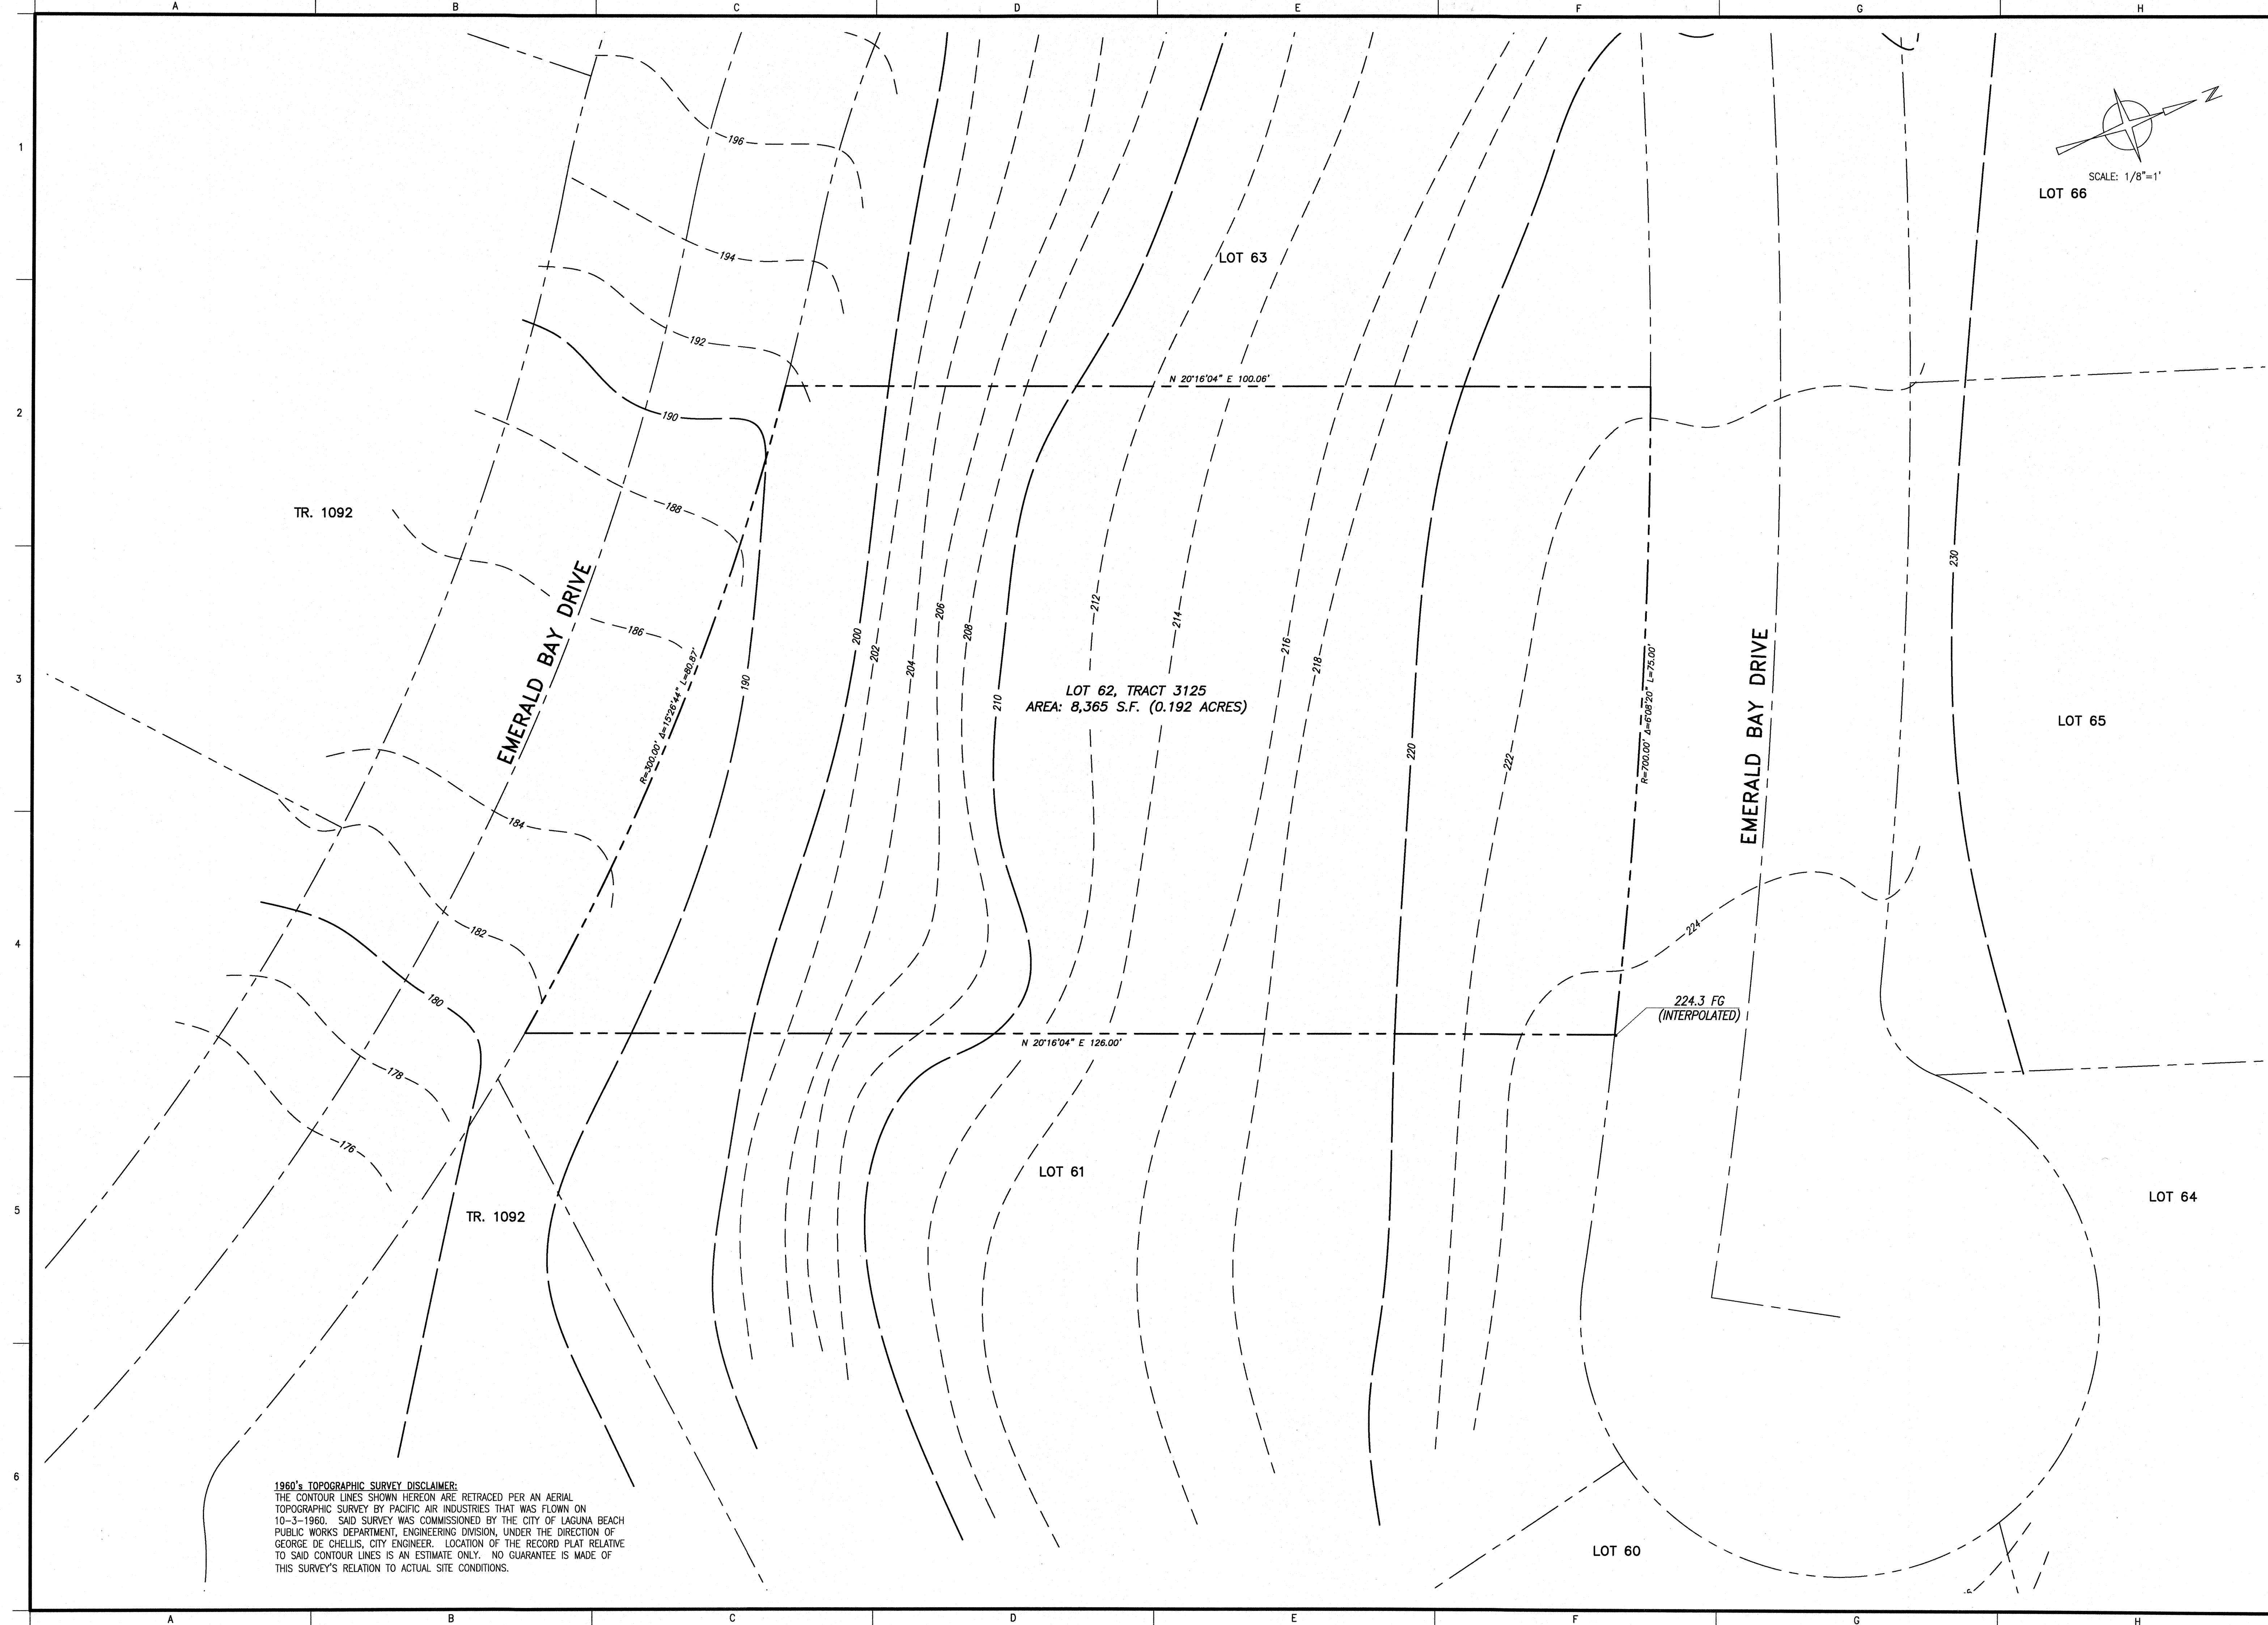 A B C D E F G H
1
N
SCALE: 1/8"=1'
LOT 66
196
194
LOT 63
192
N 20°16'04" E 100.06'
2
190
188
TR. 1092
230
186
EMERALD BAY DRIVE
R=300.00' Δ=15°26'44" L=80.87'
190
200
202
204
206
208
210
212
214
216
218
220
222
R=700.00' Δ=6°08'20" L=75.00'
EMERALD BAY DRIVE
3
LOT 62, TRACT 3125
AREA: 8,365 S.F. (0.192 ACRES)
LOT 65
184
182
224
4
180
224.3 FG
(INTERPOLATED)
N 20°16'04" E 126.00'
178
176
LOT 61
LOT 64
5
TR. 1092
6
1960's TOPOGRAPHIC SURVEY DISCLAIMER:
THE CONTOUR LINES SHOWN HEREON ARE RETRACED PER AN AERIAL
TOPOGRAPHIC SURVEY BY PACIFIC AIR INDUSTRIES THAT WAS FLOWN ON
10-3-1960. SAID SURVEY WAS COMMISSIONED BY THE CITY OF LAGUNA BEACH
PUBLIC WORKS DEPARTMENT, ENGINEERING DIVISION, UNDER THE DIRECTION OF
GEORGE DE CHELLIS, CITY ENGINEER. LOCATION OF THE RECORD PLAT RELATIVE
TO SAID CONTOUR LINES IS AN ESTIMATE ONLY. NO GUARANTEE IS MADE OF
THIS SURVEY'S RELATION TO ACTUAL SITE CONDITIONS.
LOT 60
A B C D E F G H